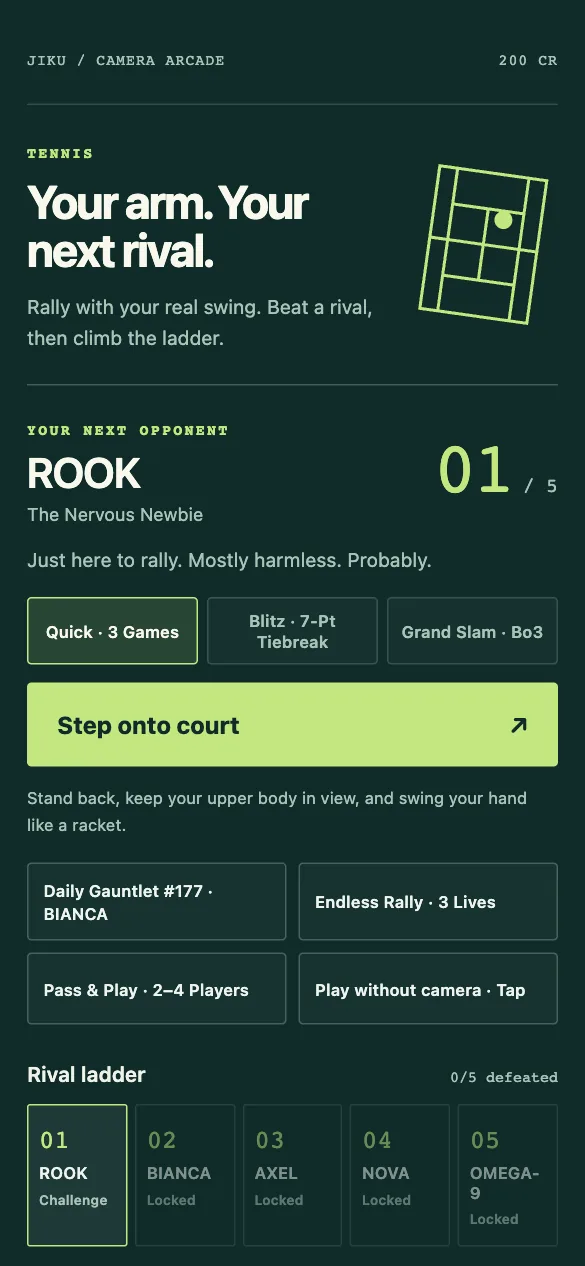 JIKU / CAMERA ARCADE
200 CR
TENNIS
Your arm. Your
next rival.
Rally with your real swing. Beat a rival,
then climb the ladder.
YOUR NEXT OPPONENT
ROOK
01 / 5
The Nervous Newbie
Just here to rally. Mostly harmless. Probably.
Quick · 3 Games
Blitz · 7-Pt
Tiebreak
Grand Slam · Bo3
Step onto court ↗
Stand back, keep your upper body in view, and swing your hand
like a racket.
Daily Gauntlet #177 ·
BIANCA
Endless Rally · 3 Lives
Pass & Play · 2–4 Players
Play without camera · Tap
Rival ladder
0/5 defeated
01
ROOK
Challenge
02
BIANCA
Locked
03
AXEL
Locked
04
NOVA
Locked
05
OMEGA-
9
Locked